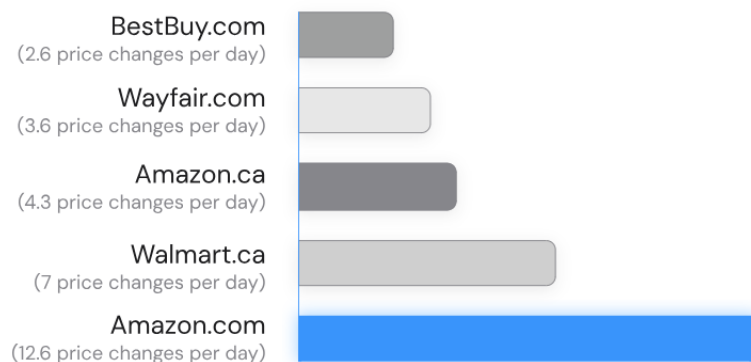 BestBuy.com
(2.6 price changes per day)
Wayfair.com
(3.6 price changes per day)
Amazon.ca
(4.3 price changes per day)
Walmart.ca
(7 price changes per day)
Amazon.com
(12.6 price changes per day)